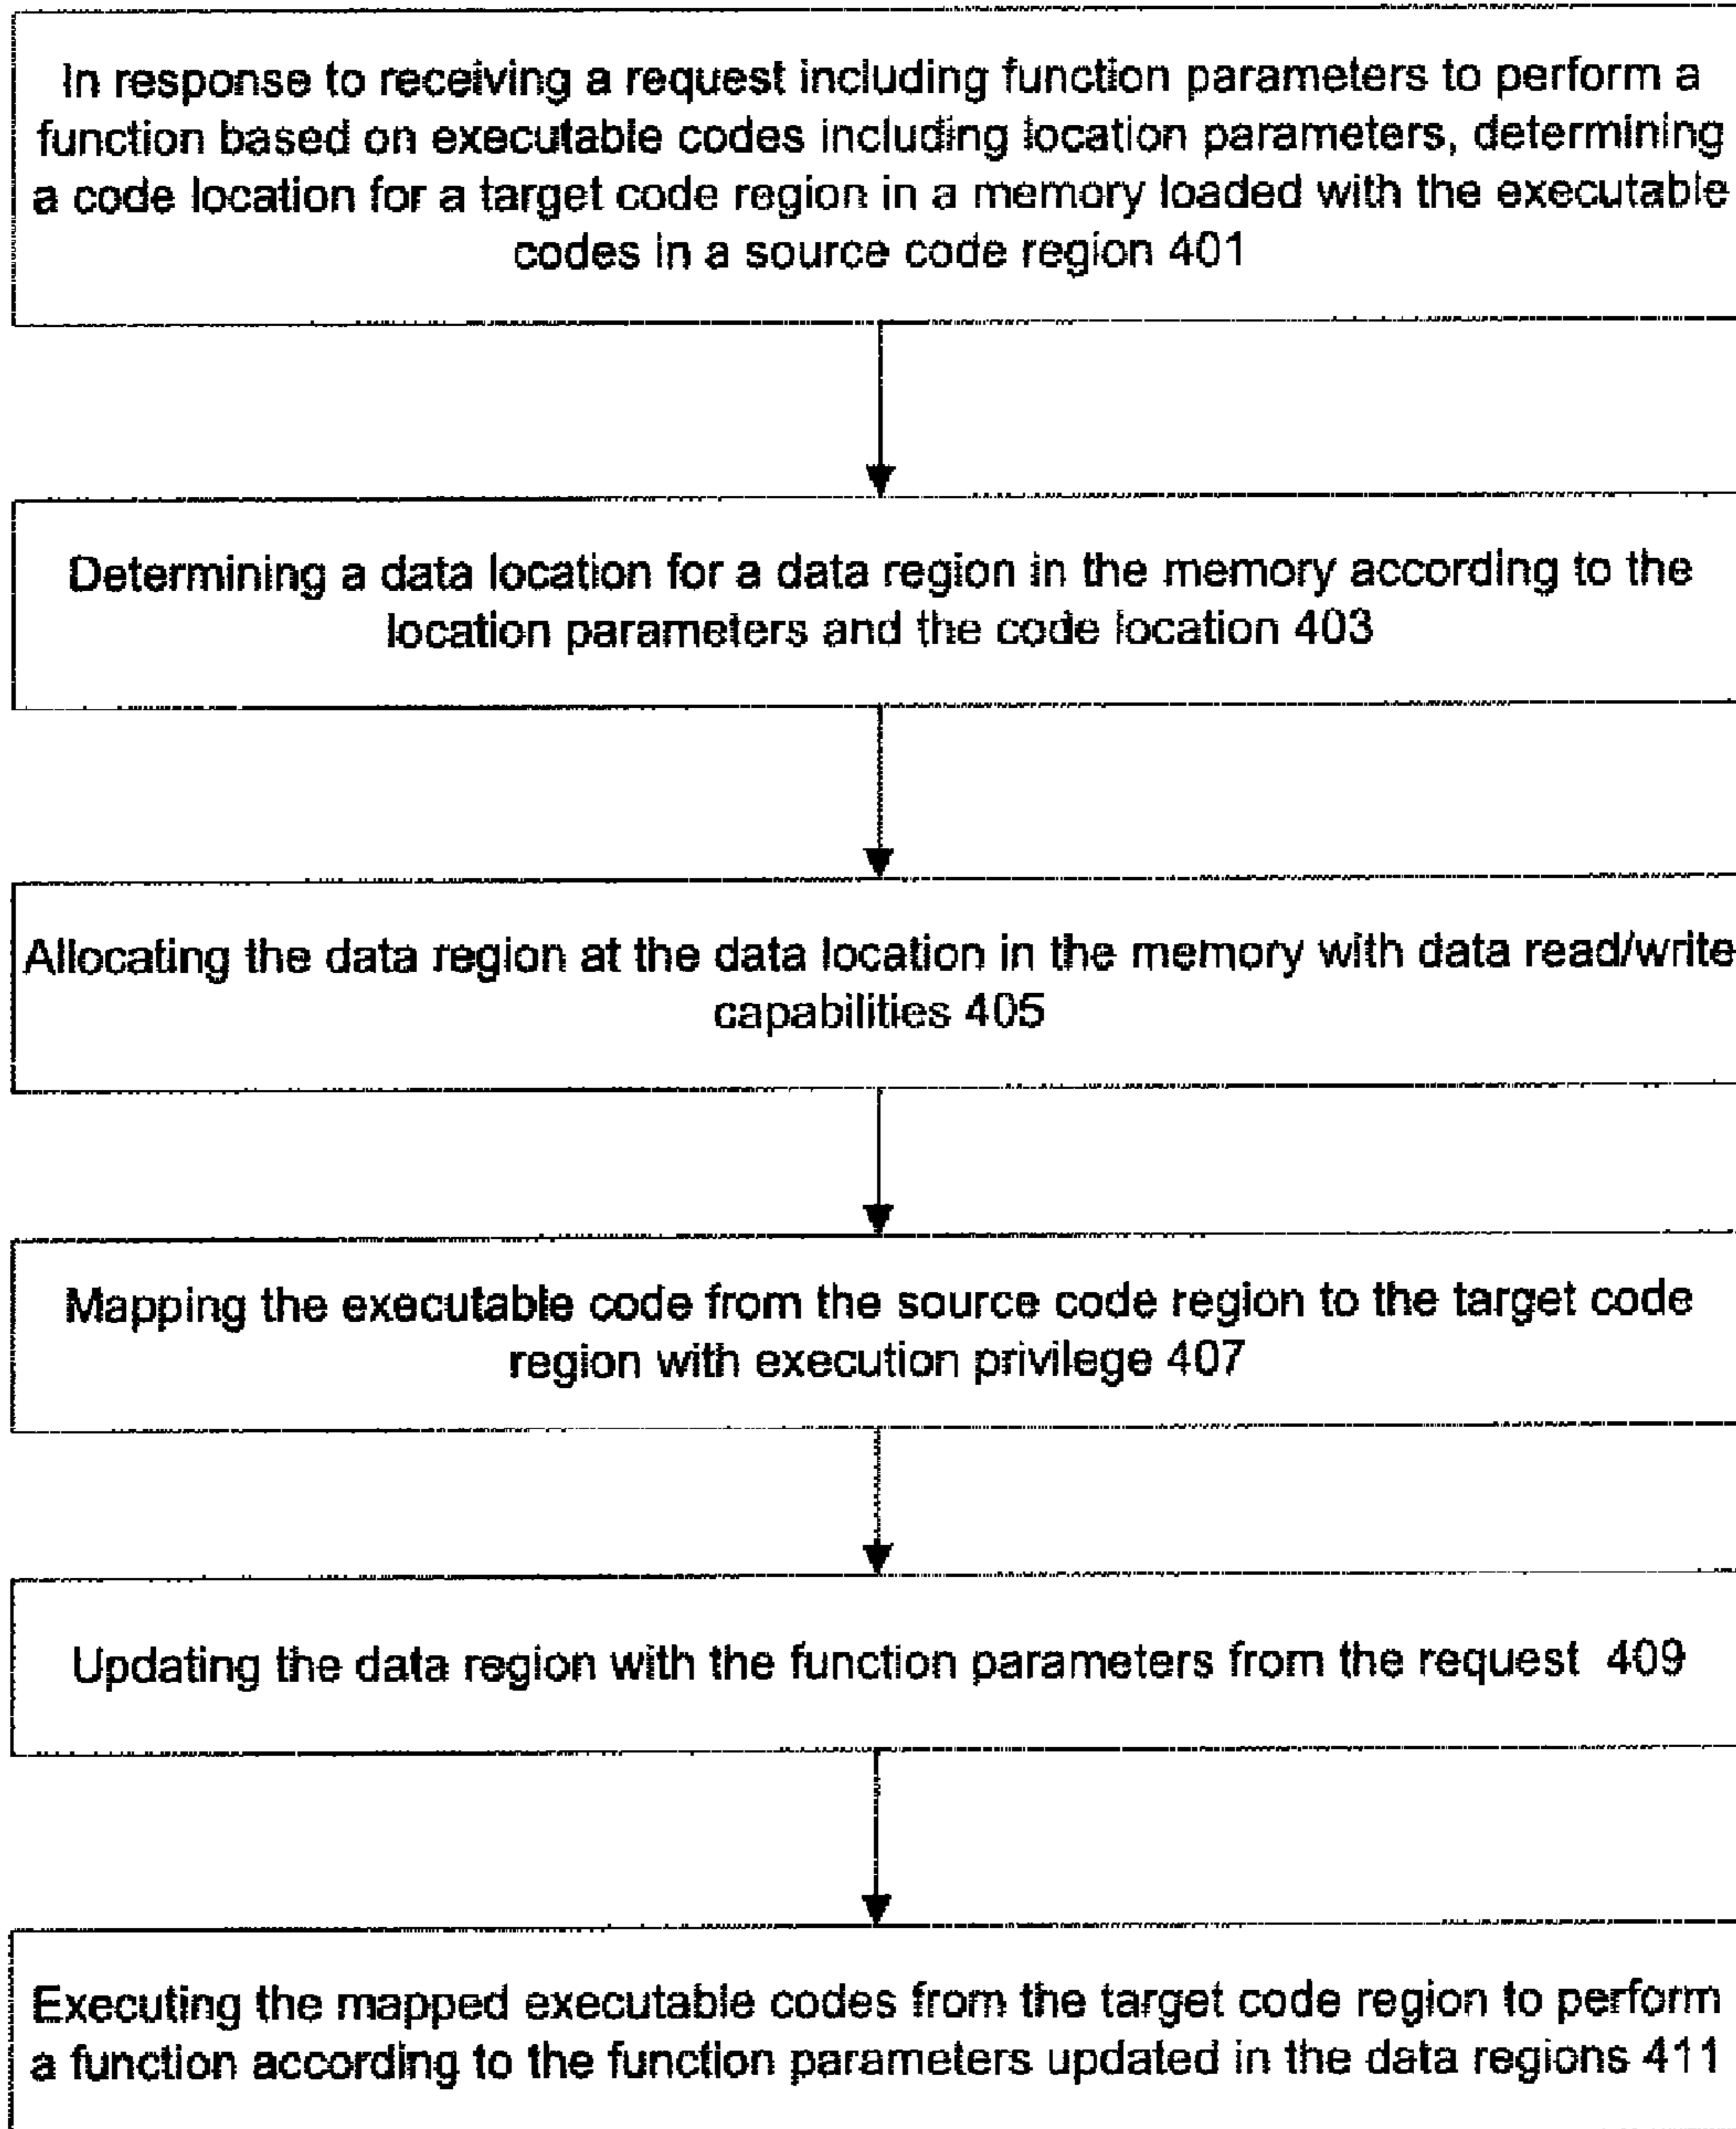 In response to receiving a request including function parameters to perform a
function based on executable codes including location parameters, determining
a code location for a target code region in a memory loaded with the executable
codes in a source code region 401
Determining a data location for a data region in the memory according to the
location parameters and the code location 403
Allocating the data region at the data location in the memory with data read/write
capabilities 405
Mapping the executable code from the source code region to the target code
region with execution privilege 407
Updating the data region with the function parameters from the request 409
Executing the mapped executable codes from the target code region to perform
a function according to the function parameters updated in the data regions 411